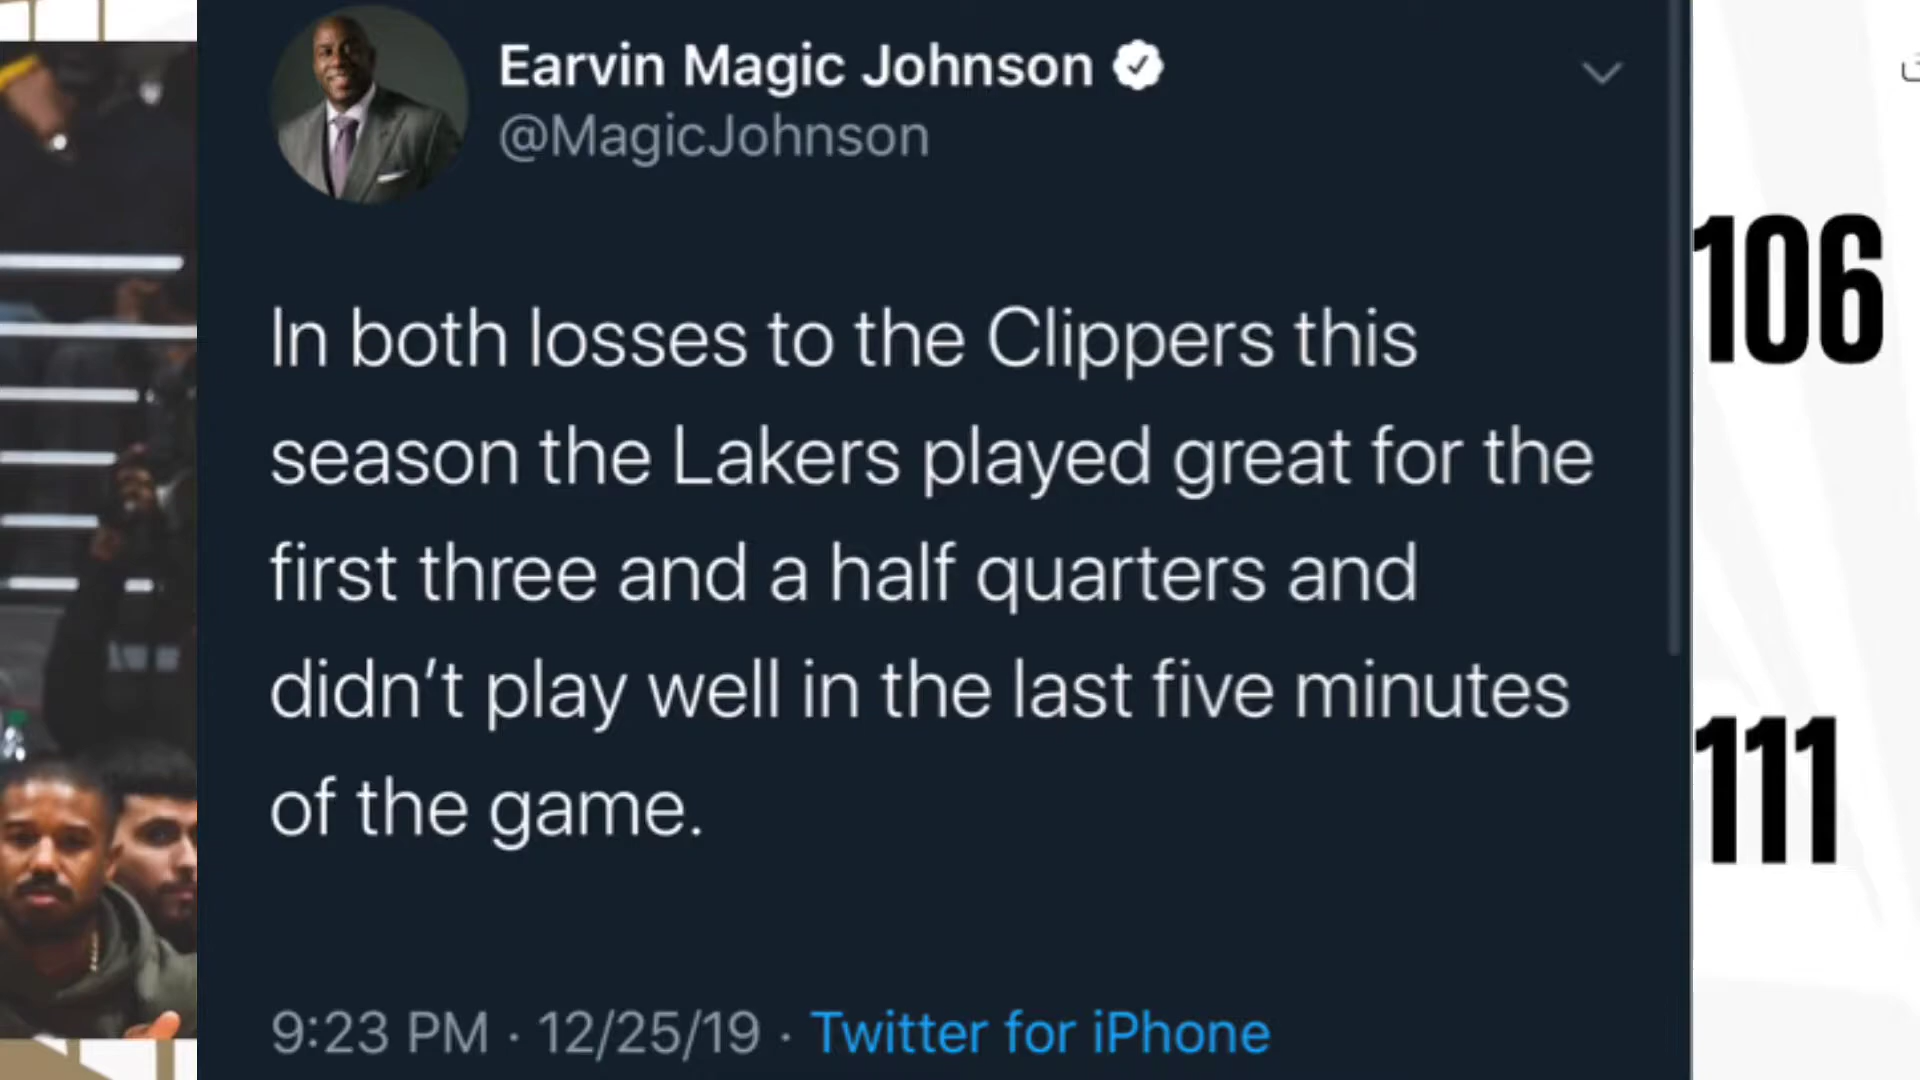 Earvin Magic Johnson
@MagicJohnson
In both losses to the Clippers this
season the Lakers played great for the
first three and a half quarters and
didn’t play well in the last five minutes
of the game.
9:23 PM · 12/25/19 · Twitter for iPhone
106
111